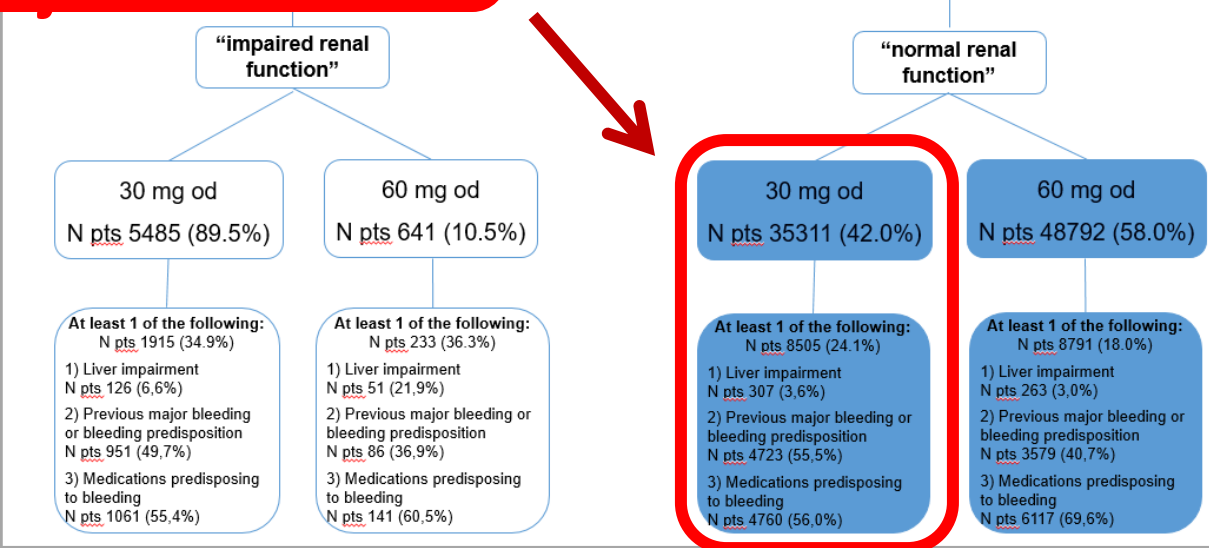 “impaired renal
function”
“normal renal
function”
30 mg od
N pts 5485 (89.5%)
60 mg od
N pts 641 (10.5%)
30 mg od
N pts 35311 (42.0%)
60 mg od
N pts 48792 (58.0%)
At least 1 of the following:
N pts 1915 (34.9%)
1) Liver impairment
N pts 126 (6,6%)
2) Previous major bleeding
or bleeding predisposition
N pts 951 (49,7%)
3) Medications predisposing
to bleeding
N pts 1061 (55,4%)
At least 1 of the following:
N pts 233 (36.3%)
1) Liver impairment
N pts 51 (21,9%)
2) Previous major bleeding or
bleeding predisposition
N pts 86 (36,9%)
3) Medications predisposing
to bleeding
N pts 141 (60,5%)
At least 1 of the following:
N pts 8505 (24.1%)
1) Liver impairment
N pts 307 (3,6%)
2) Previous major bleeding or
bleeding predisposition
N pts 4723 (55,5%)
3) Medications predisposing
to bleeding
N pts 4760 (56,0%)
At least 1 of the following:
N pts 8791 (18.0%)
1) Liver impairment
N pts 263 (3,0%)
2) Previous major bleeding or
bleeding predisposition
N pts 3579 (40,7%)
3) Medications predisposing
to bleeding
N pts 6117 (69,6%)